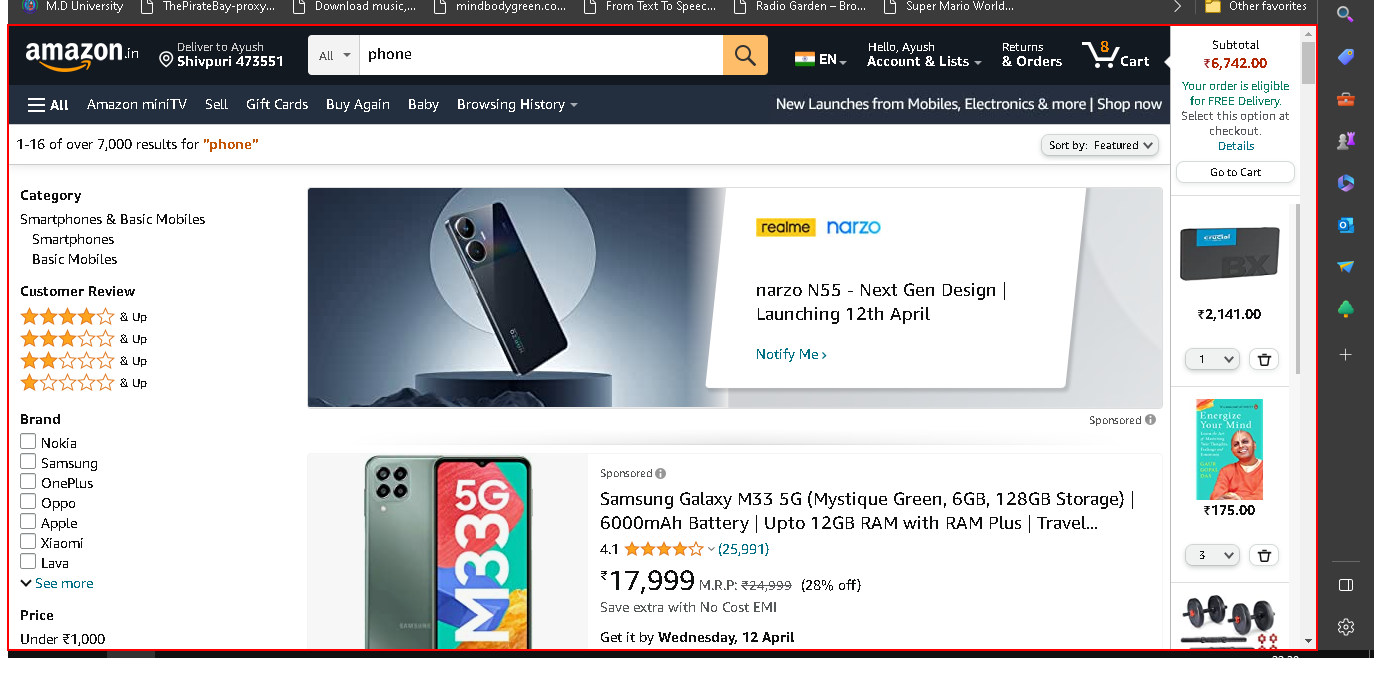 M.D University
ThePirateBay-proxy...
Download music,...
mindbodygreen.co...
From Text To Speec...
Radio Garden – Bro...
Super Mario World...
Other favorites
amazon.in
Deliver to Ayush
Shivpuri 473551
All
phone
EN
Hello, Ayush
Account & Lists
Returns
& Orders
8
Cart
All
Amazon miniTV
Sell
Gift Cards
Buy Again
Baby
Browsing History
New Launches from Mobiles, Electronics & more | Shop now
1-16 of over 7,000 results for "phone"
Sort by: Featured
Category
Smartphones & Basic Mobiles
Smartphones
Basic Mobiles
Customer Review
& Up
& Up
& Up
& Up
Brand
Nokia
Samsung
OnePlus
Oppo
Apple
Xiaomi
Lava
See more
Price
Under ₹1,000
realme narzo
narzo N55 - Next Gen Design |
Launching 12th April
Notify Me ›
Sponsored
5G
M33
SAMSUNG
Sponsored
Samsung Galaxy M33 5G (Mystique Green, 6GB, 128GB Storage) |
6000mAh Battery | Upto 12GB RAM with RAM Plus | Travel...
4.1
(25,991)
₹17,999 M.R.P: ₹24,999 (28% off)
Save extra with No Cost EMI
Get it by Wednesday, 12 April
Subtotal
₹6,742.00
Your order is eligible
for FREE Delivery.
Select this option at
checkout.
Details
Go to Cart
crucial
BX
₹2,141.00
1
Energize
Your Mind
GAUR
GOPAL
DAS
₹175.00
3